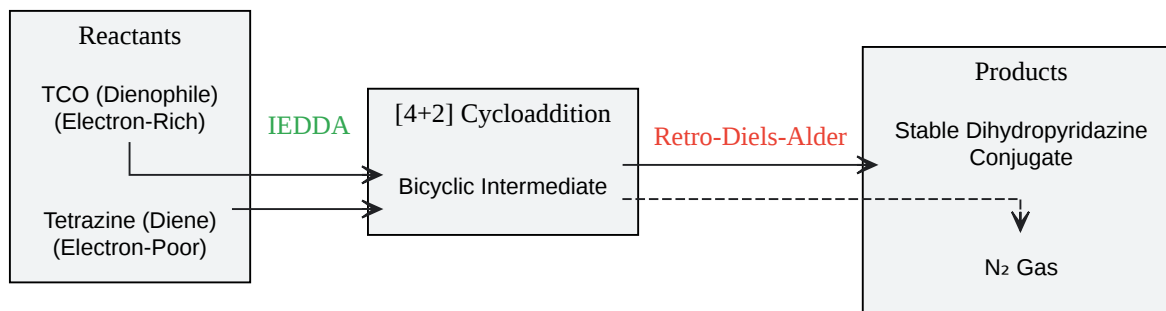 Reactants
TCO (Dienophile)
(Electron-Rich)
Tetrazine (Diene)
(Electron-Poor)
IEDDA
[4+2] Cycloaddition
Bicyclic Intermediate
Retro-Diels-Alder
Products
Stable Dihydropyridazine
Conjugate
N₂ Gas